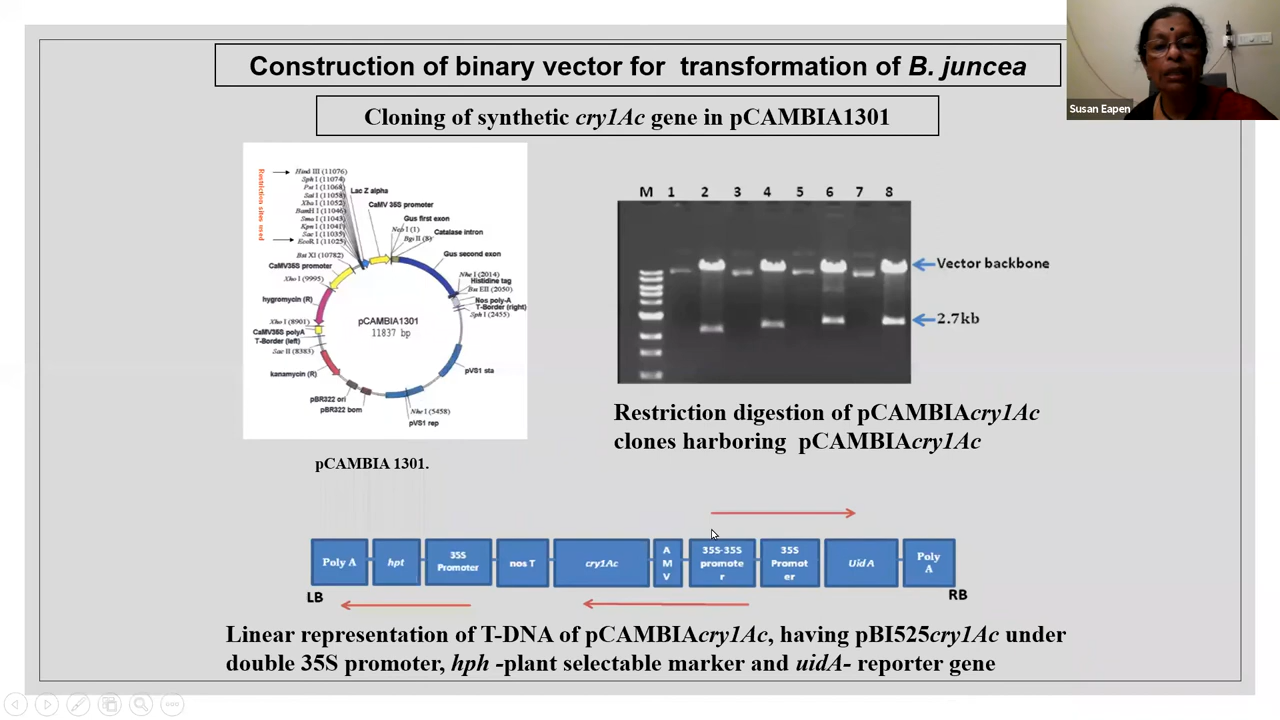 Construction of binary vector for transformation of B. juncea
Susan Eapen
Cloning of synthetic cry1Ac gene in pCAMBIA1301
Restriction sites used
Hind III (11076)
Sph I (11074)
Pst I (11068)
Sal I (11058)
Xba I (11052)
BamH I (11046)
Sma I (11043)
Kpn I (11041)
Sac I (11035)
EcoR I (11025)
Lac Z alpha
CaMV 35S promoter
Gus first exon
Nco I (1)
Catalase intron
Bgl II (8)
Gus second exon
Bst XI (10782)
CaMV35S promoter
Xho I (9995)
hygromycin (R)
Xho I (8901)
CaMV35S polyA
T-Border (left)
Sac II (8383)
kanamycin (R)
pBR322 ori
pBR322 bom
Nhe I (2014)
Histidine tag
Bst EII (2050)
Nos poly-A
T-Border (right)
Sph I (2455)
pCAMBIA1301
11837 bp
pVS1 sta
Nhe I (5458)
pVS1 rep
pCAMBIA 1301.
M 1 2 3 4 5 6 7 8
Vector backbone
2.7kb
Restriction digestion of pCAMBIAcry1Ac
clones harboring pCAMBIAcry1Ac
Poly A
hpt
35S
Promoter
nos T
cry1Ac
A
M
V
35S-35S
promote
r
35S
Promot
er
Uid A
Poly
A
LB
RB
Linear representation of T-DNA of pCAMBIAcry1Ac, having pBI525cry1Ac under
double 35S promoter, hph -plant selectable marker and uidA- reporter gene